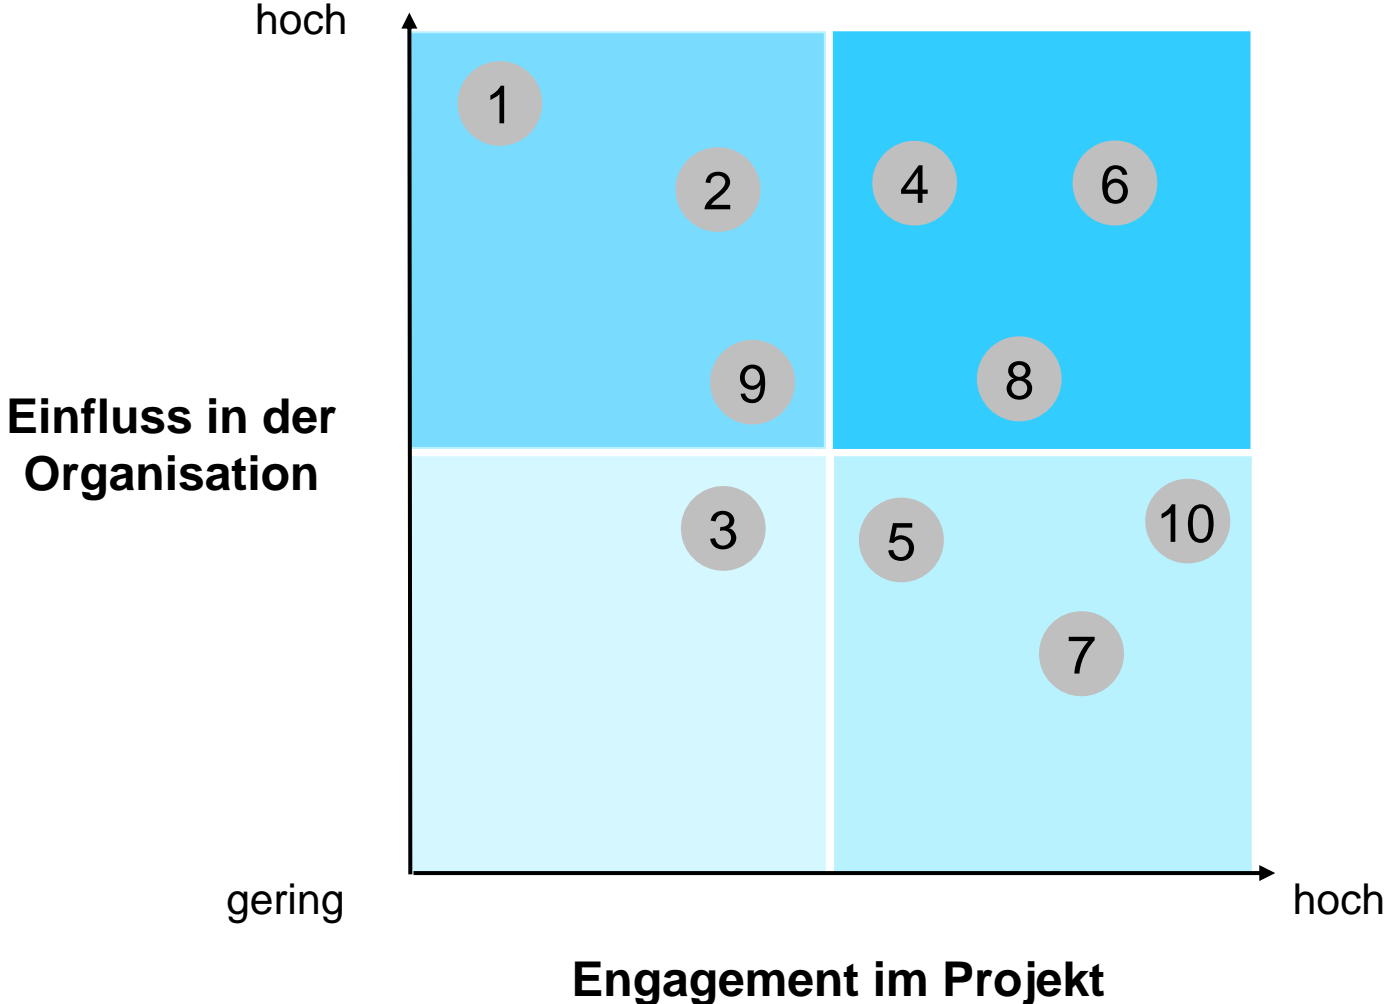 hoch
1
2
4
6
9
8
Einfluss in der
Organisation
3
5
10
7
gering
hoch
Engagement im Projekt